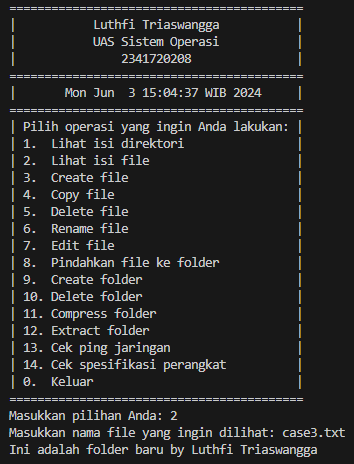 ==========================================
|           Luthfi Triaswangga           |
|           UAS Sistem Operasi           |
|               2341720208               |
==========================================
|       Mon Jun  3 15:04:37 WIB 2024     |
==========================================
| Pilih operasi yang ingin Anda lakukan: |
| 1.  Lihat isi direktori                |
| 2.  Lihat isi file                     |
| 3.  Create file                        |
| 4.  Copy file                          |
| 5.  Delete file                        |
| 6.  Rename file                        |
| 7.  Edit file                          |
| 8.  Pindahkan file ke folder           |
| 9.  Create folder                      |
| 10. Delete folder                      |
| 11. Compress folder                    |
| 12. Extract folder                     |
| 13. Cek ping jaringan                  |
| 14. Cek spesifikasi perangkat          |
| 0.  Keluar                             |
==========================================
Masukkan pilihan Anda: 2
Masukkan nama file yang ingin dilihat: case3.txt
Ini adalah folder baru by Luthfi Triaswangga